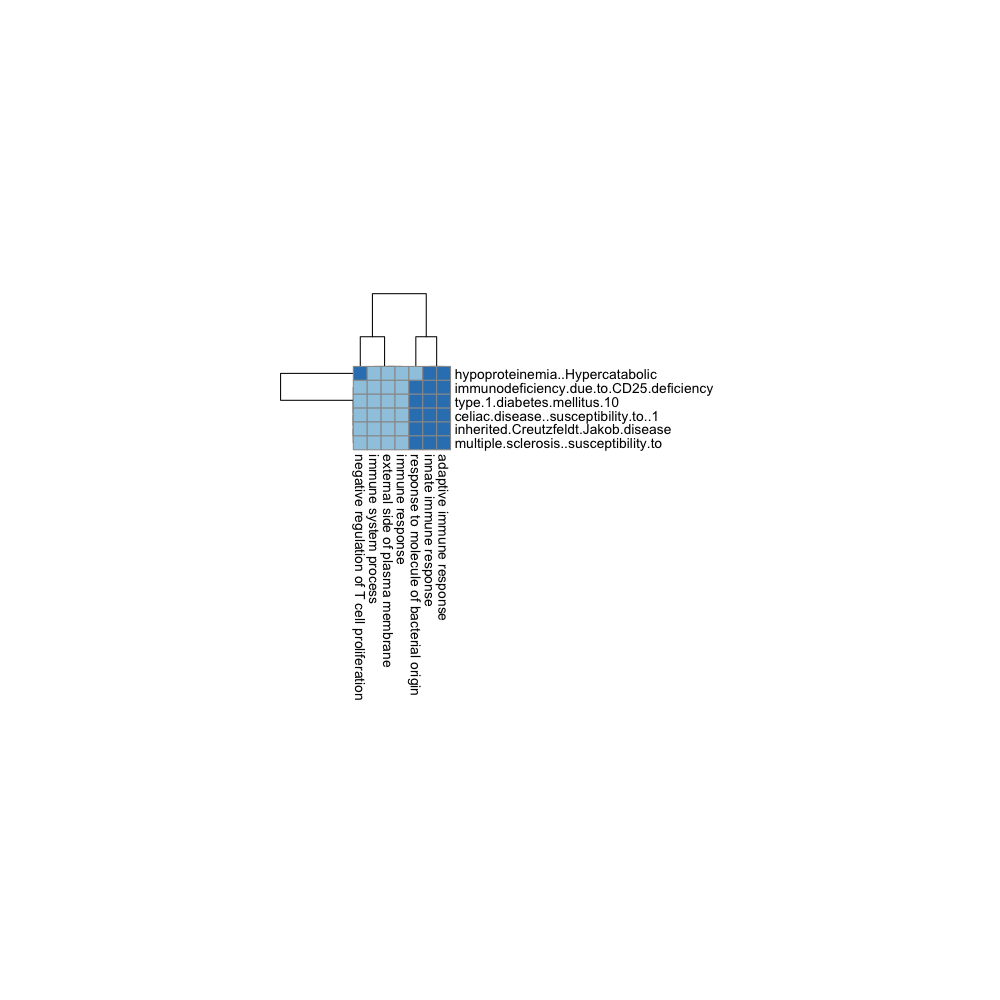 hypoproteinemia..Hypercatabolic
immunodeficiency.due.to.CD25.deficiency
type.1.diabetes.mellitus.10
celiac.disease..susceptibility.to..1
inherited.Creutzfeldt.Jakob.disease
multiple.sclerosis..susceptibility.to
negative regulation of T cell proliferation
immune system process
external side of plasma membrane
immune response
response to molecule of bacterial origin
innate immune response
adaptive immune response